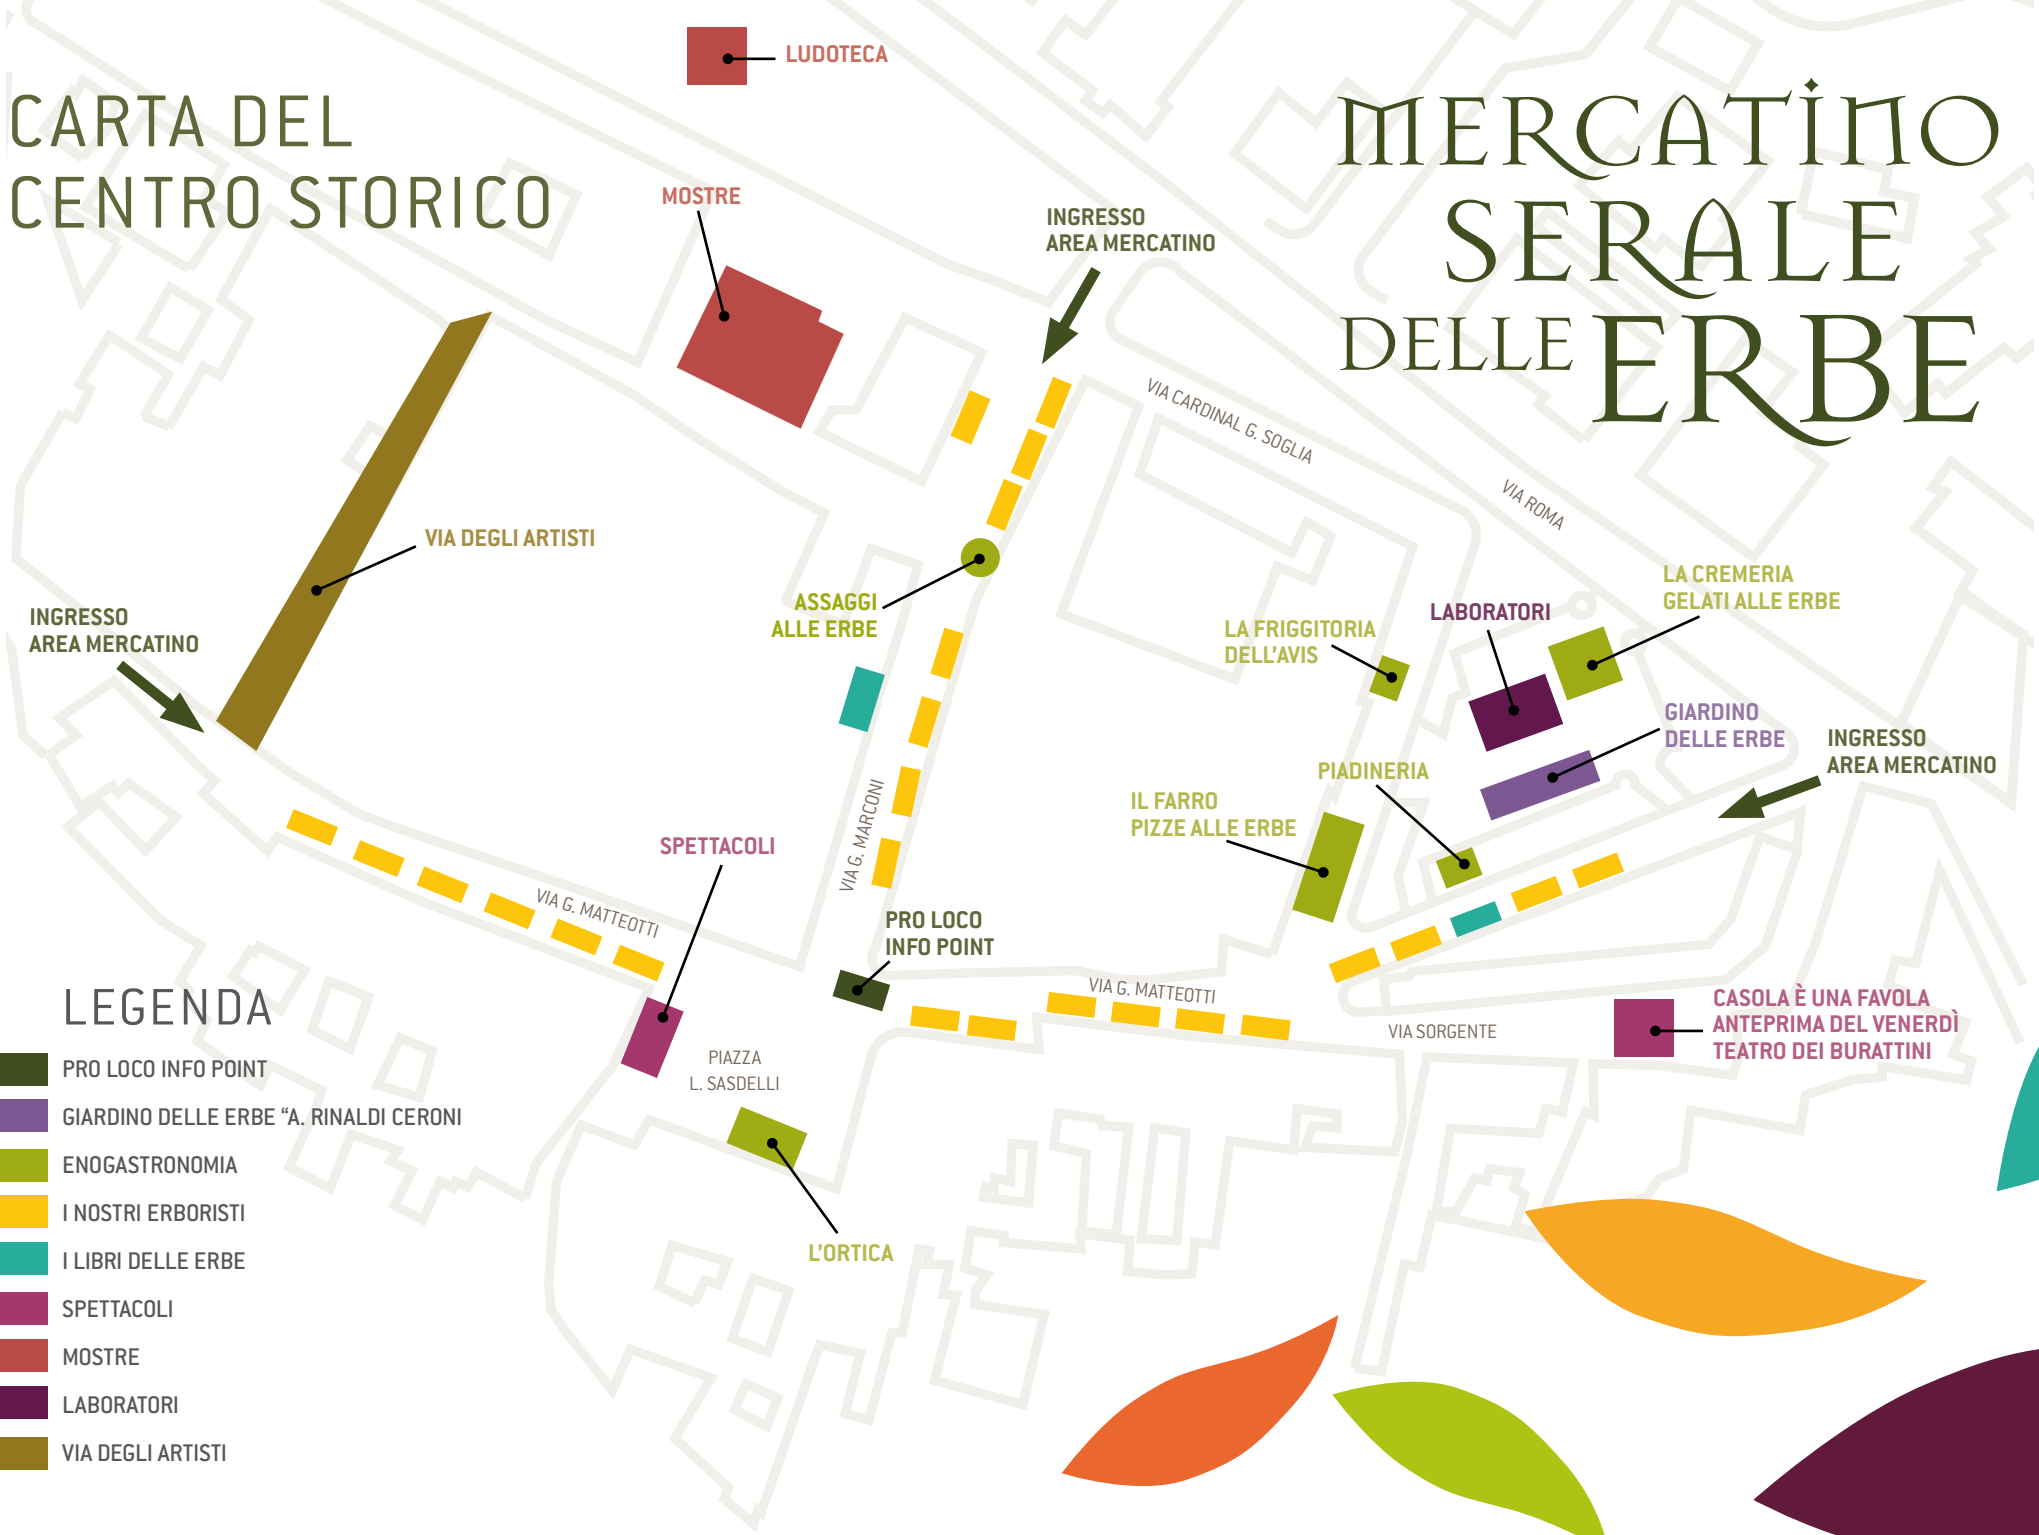 CARTA DEL
CENTRO STORICO
MERCATINO
SERALE
DELLE ERBE
LUDOTECA
MOSTRE
INGRESSO
AREA MERCATINO
VIA CARDINAL G. SOGLIA
VIA ROMA
VIA DEGLI ARTISTI
INGRESSO
AREA MERCATINO
ASSAGGI
ALLE ERBE
LA FRIGGITORIA
DELL'AVIS
LABORATORI
LA CREMERIA
GELATI ALLE ERBE
GIARDINO
DELLE ERBE
INGRESSO
AREA MERCATINO
PIADINERIA
IL FARRO
PIZZE ALLE ERBE
VIA G. MARCONI
SPETTACOLI
VIA G. MATTEOTTI
PRO LOCO
INFO POINT
VIA G. MATTEOTTI
VIA SORGENTE
CASOLA È UNA FAVOLA
ANTEPRIMA DEL VENERDÌ
TEATRO DEI BURATTINI
PIAZZA
L. SASDELLI
L'ORTICA
LEGENDA
PRO LOCO INFO POINT
GIARDINO DELLE ERBE “A. RINALDI CERONI
ENOGASTRONOMIA
I NOSTRI ERBORISTI
I LIBRI DELLE ERBE
SPETTACOLI
MOSTRE
LABORATORI
VIA DEGLI ARTISTI